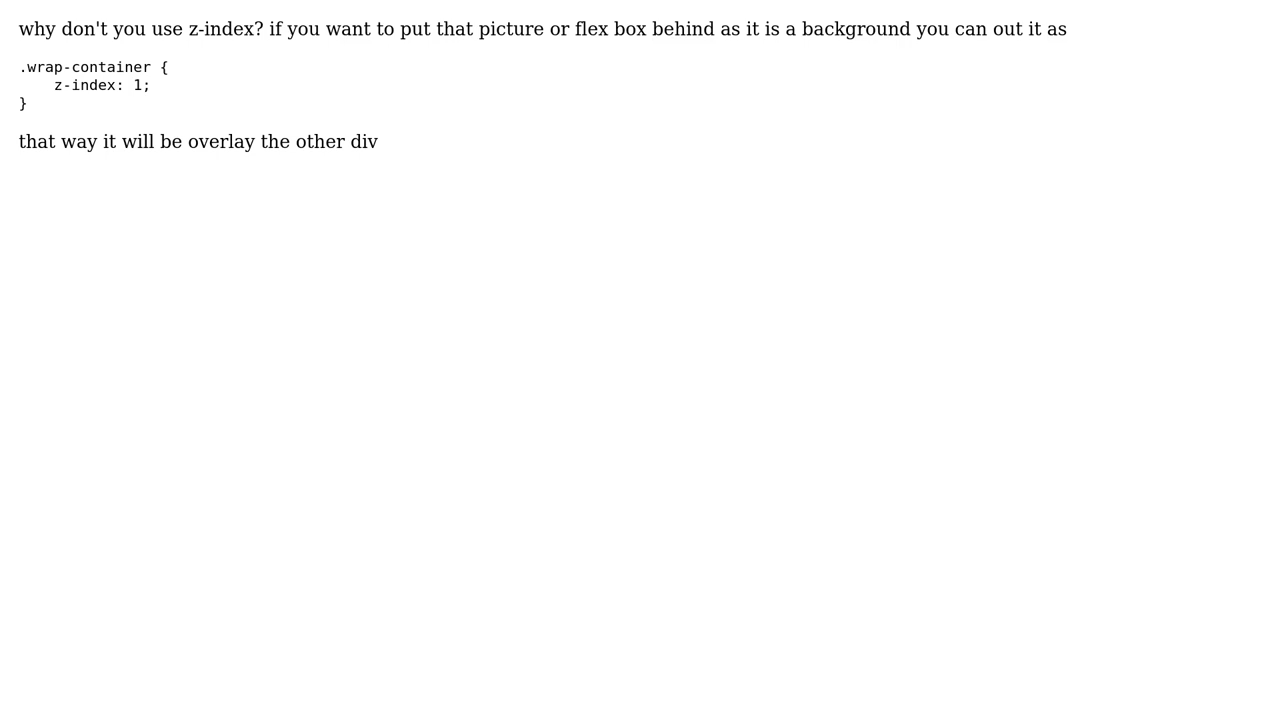 why don't you use z-index? if you want to put that picture or flex box behind as it is a background you can out it as
.wrap-container {
    z-index: 1;
}
that way it will be overlay the other div